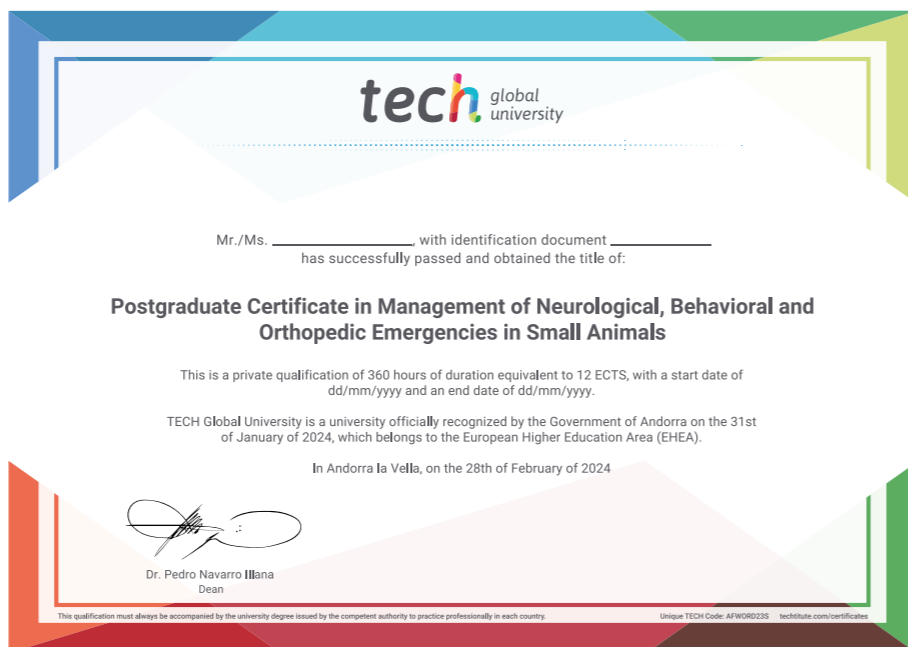 tech global
university
Mr./Ms. ________________, with identification document ____________
has successfully passed and obtained the title of:
Postgraduate Certificate in Management of Neurological, Behavioral and
Orthopedic Emergencies in Small Animals
This is a private qualification of 360 hours of duration equivalent to 12 ECTS, with a start date of
dd/mm/yyyy and an end date of dd/mm/yyyy.
TECH Global University is a university officially recognized by the Government of Andorra on the 31st
of January of 2024, which belongs to the European Higher Education Area (EHEA).
In Andorra la Vella, on the 28th of February of 2024
Dr. Pedro Navarro Illana
Dean
This qualification must always be accompanied by the university degree issued by the competent authority to practice professionally in each country. Unique TECH Code: AFWORD23S techtitute.com/certificates